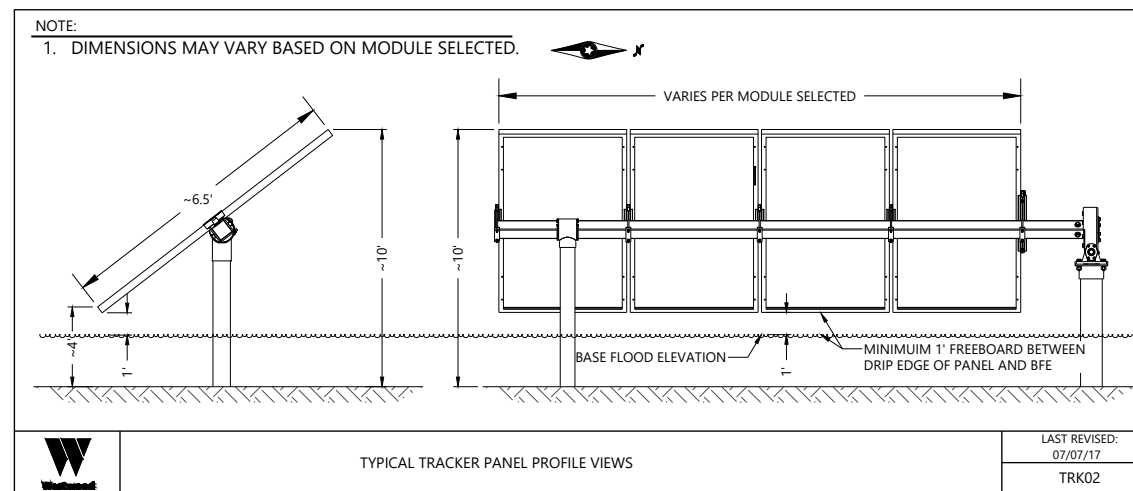 NOTE:
1. DIMENSIONS MAY VARY BASED ON MODULE SELECTED.
N
VARIES PER MODULE SELECTED
~6.5'
~10'
~10'
~4'
1'
1'
BASE FLOOD ELEVATION
MINIMUIM 1' FREEBOARD BETWEEN
DRIP EDGE OF PANEL AND BFE
Westwood
TYPICAL TRACKER PANEL PROFILE VIEWS
LAST REVISED:
07/07/17
TRK02